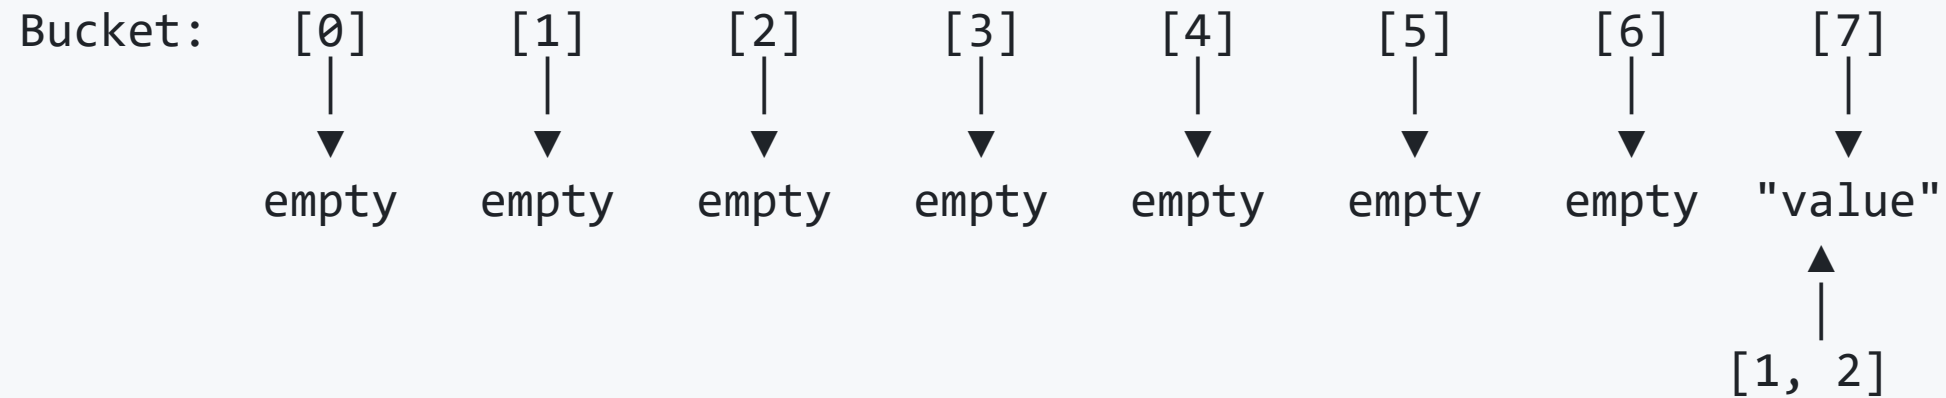 Bucket: [0] [1] [2] [3] [4] [5] [6] [7]
empty empty empty empty empty empty empty "value"
[1, 2]